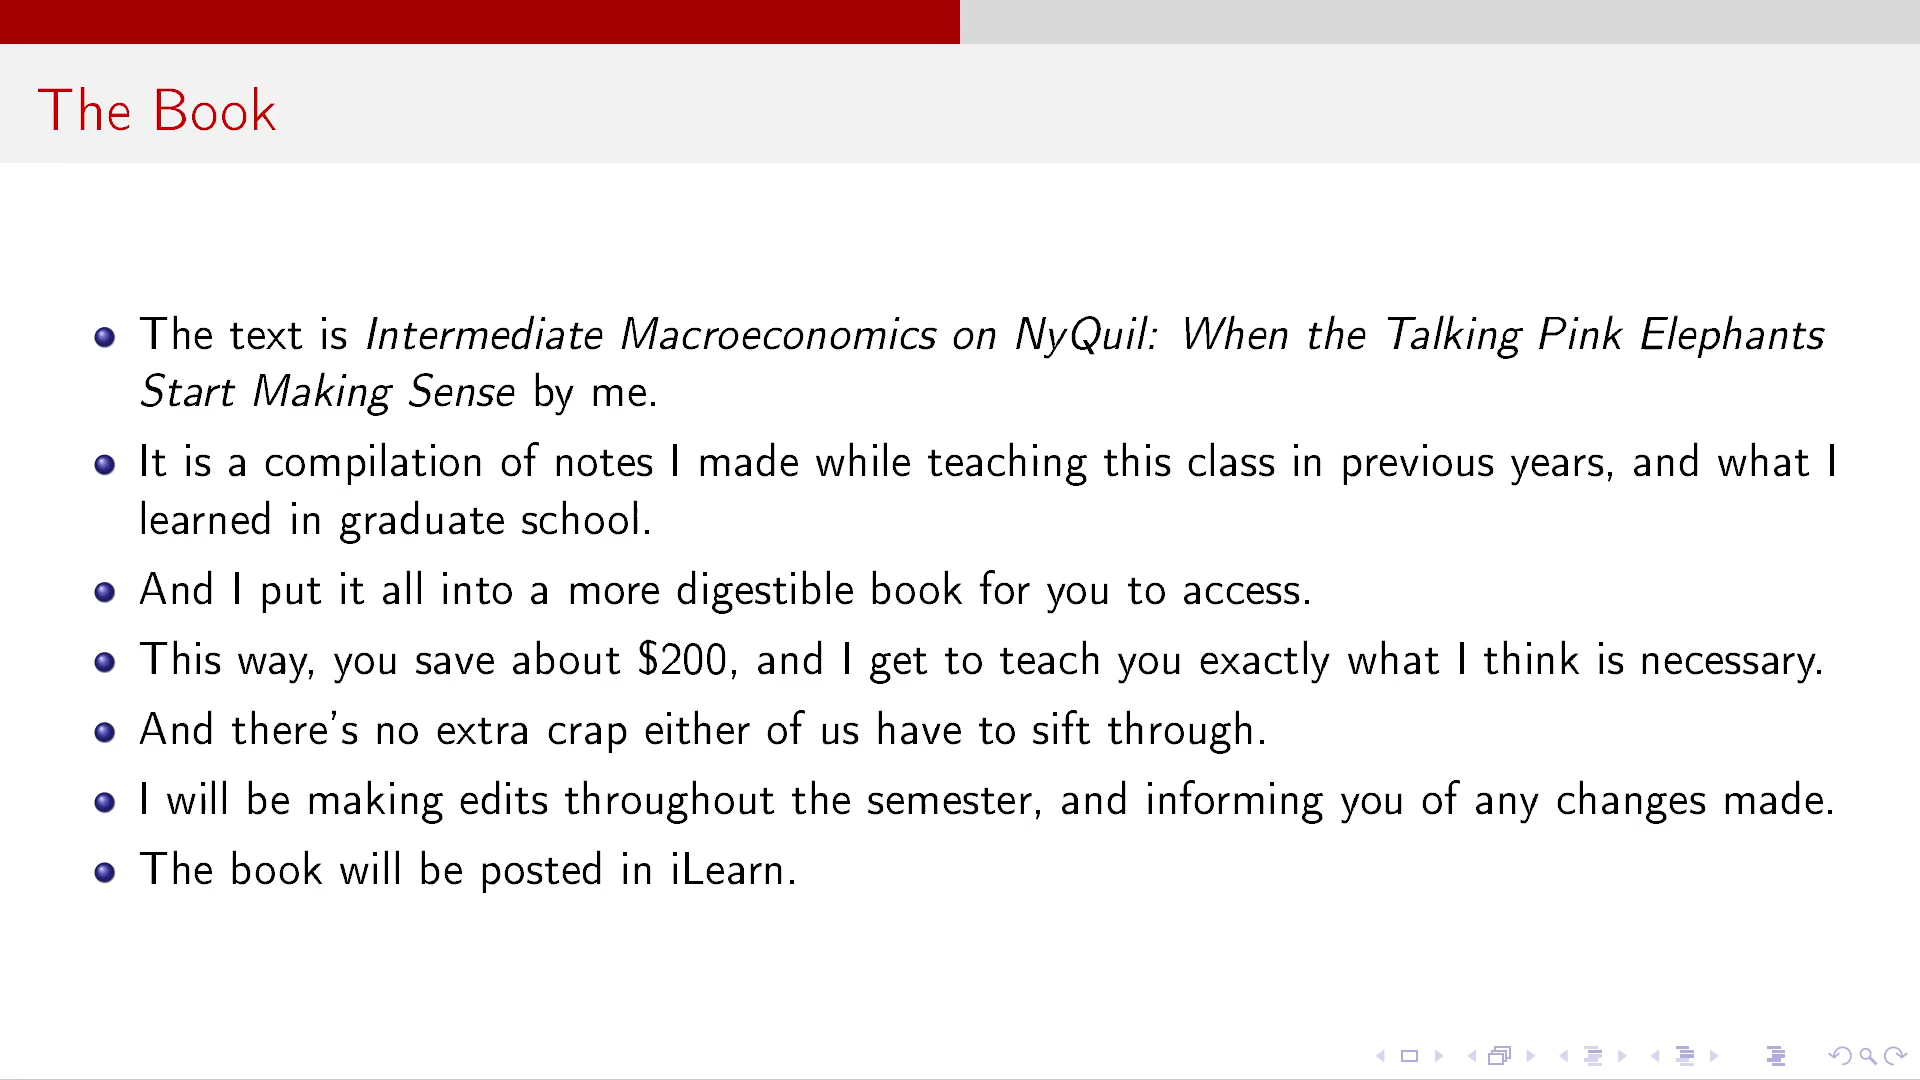 The Book
The text is Intermediate Macroeconomics on NyQuil: When the Talking Pink Elephants
Start Making Sense by me.
It is a compilation of notes I made while teaching this class in previous years, and what I
learned in graduate school.
And I put it all into a more digestible book for you to access.
This way, you save about $200, and I get to teach you exactly what I think is necessary.
And there's no extra crap either of us have to sift through.
I will be making edits throughout the semester, and informing you of any changes made.
The book will be posted in iLearn.